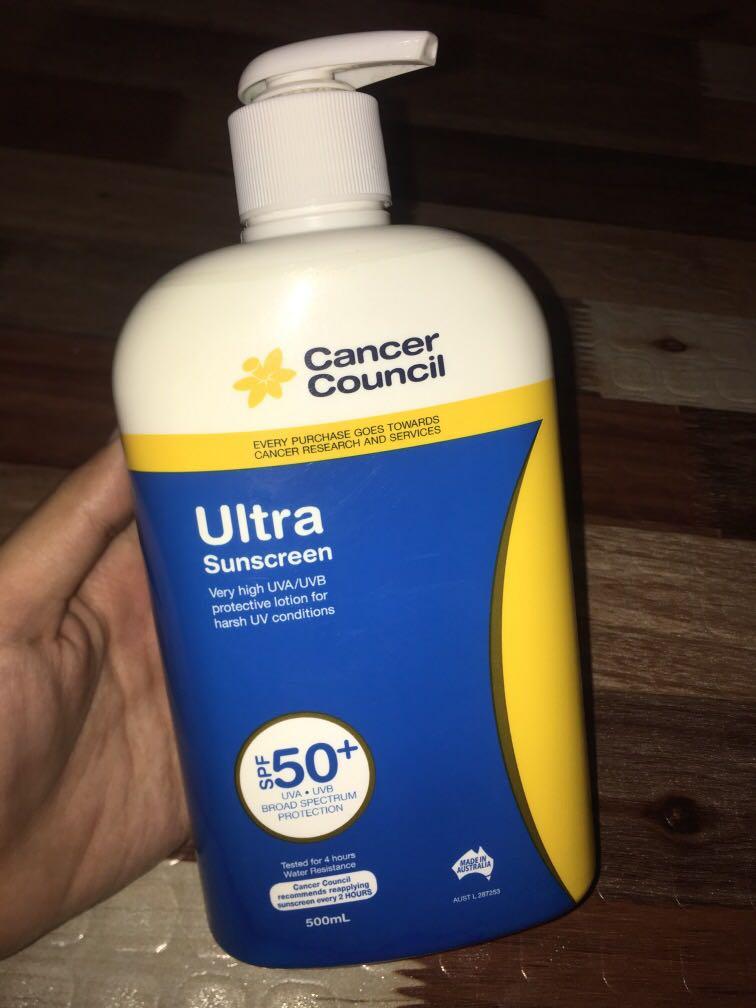 Cancer
Council
EVERY PURCHASE GOES TOWARDS
CANCER RESEARCH AND SERVICES
Ultra
Sunscreen
Very high UVA/UVB
protective lotion for
harsh UV conditions
SPF 50+
UVA • UVB
BROAD SPECTRUM
PROTECTION
Tested for 4 hours
Water Resistance
Cancer Council
recommends reapplying
sunscreen every 2 HOURS
500mL
MADE IN
AUSTRALIA
AUST L 287253